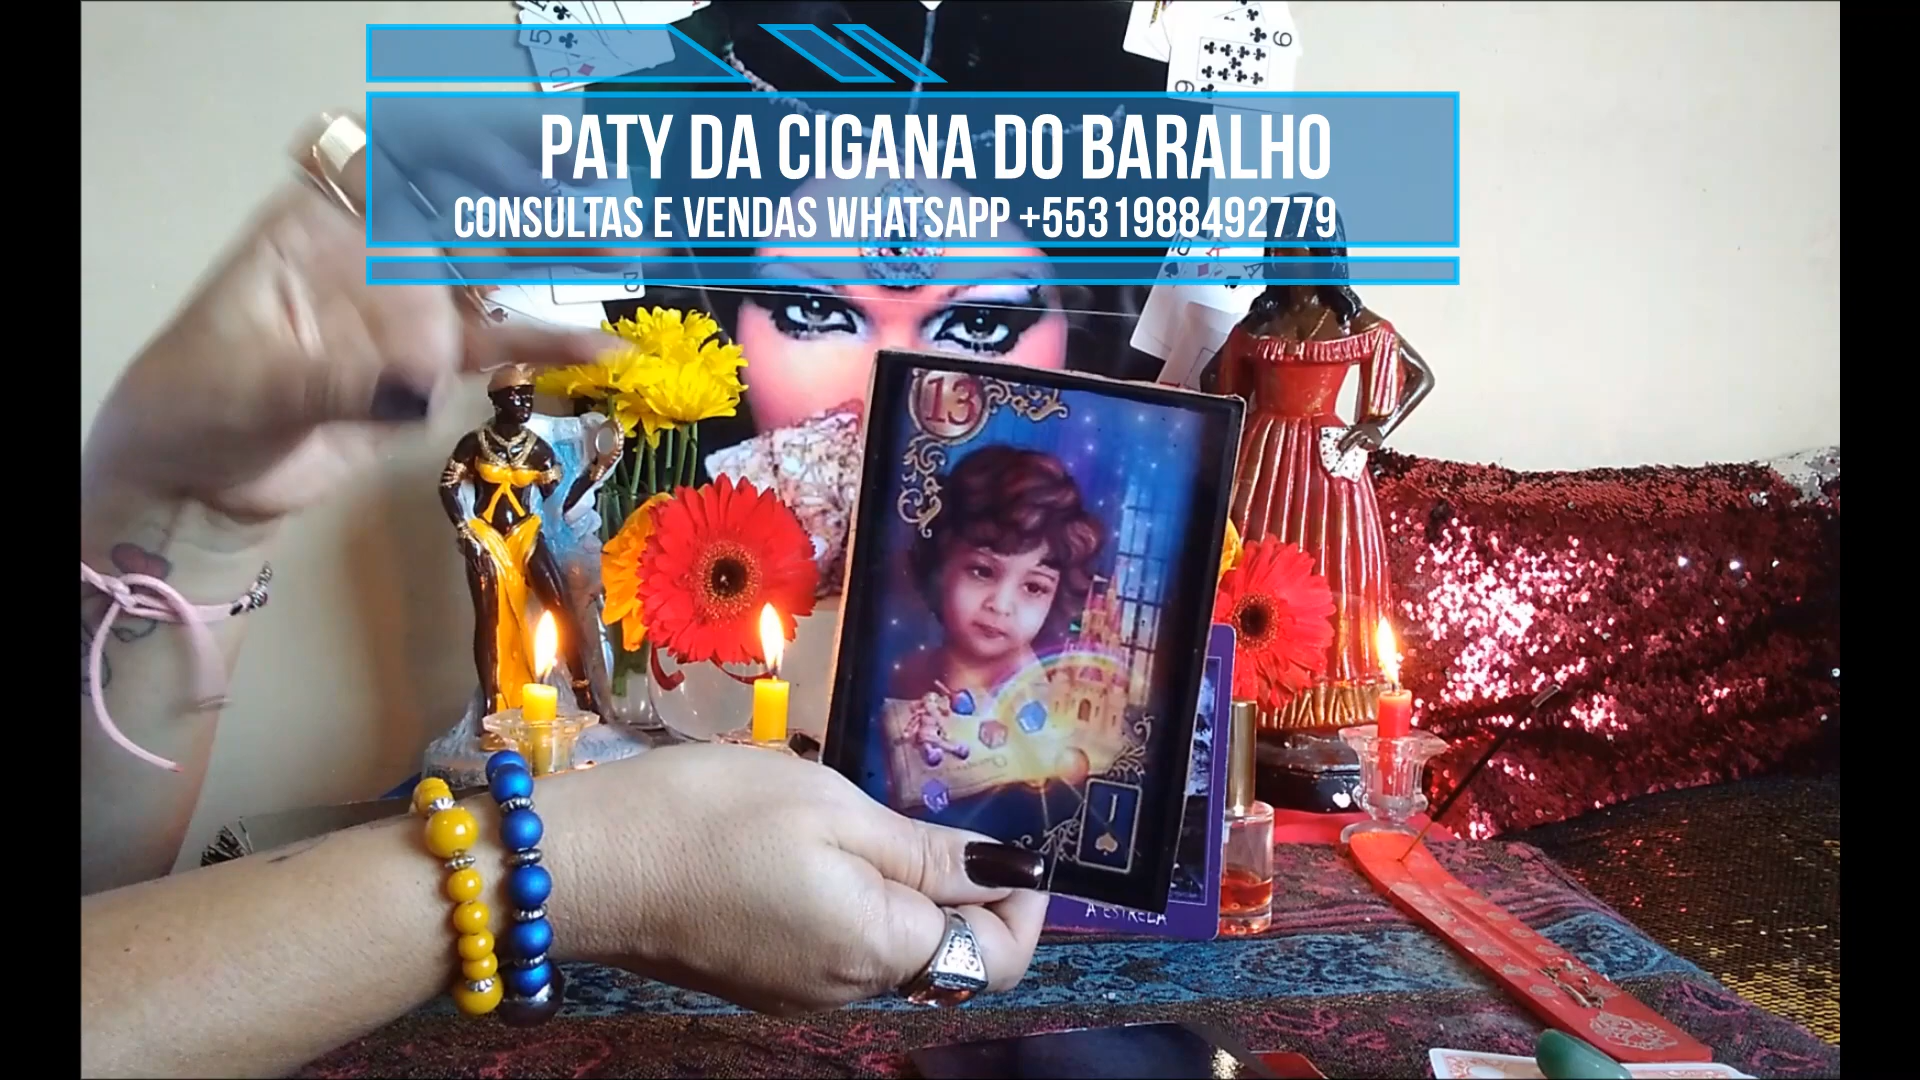 PATY DA CIGANA DO BARALHO
CONSULTAS E VENDAS WHATSAPP +5531988492779
13
J
A ESTRELA